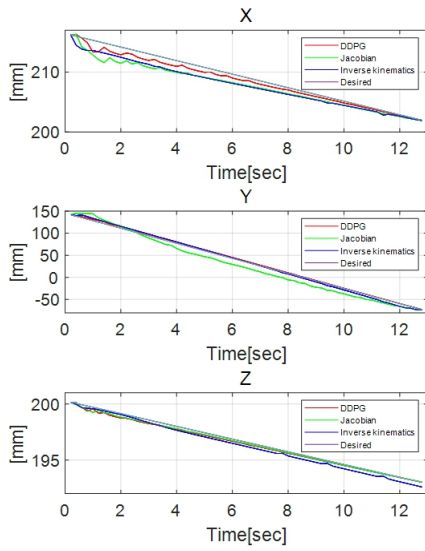 X
[mm]
210
200
DDPG
Jacobian
Inverse kinematics
Desired
0 2 4 6 8 10 12
Time[sec]
Y
[mm]
150
100
50
0
-50
DDPG
Jacobian
Inverse kinematics
Desired
0 2 4 6 8 10 12
Time[sec]
Z
[mm]
200
195
DDPG
Jacobian
Inverse kinematics
Desired
0 2 4 6 8 10 12
Time[sec]